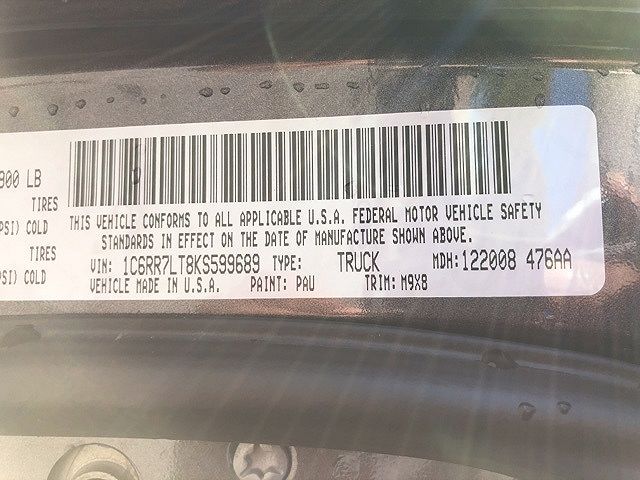 900 LB
TIRES
PSI) COLD
TIRES
SI) COLD
THIS VEHICLE CONFORMS TO ALL APPLICABLE U.S.A. FEDERAL MOTOR VEHICLE SAFETY
STANDARDS IN EFFECT ON THE DATE OF MANUFACTURE SHOWN ABOVE.
VIN: 1C6RR7LT8KS599689 TYPE: TRUCK MDH: 122008 476AA
VEHICLE MADE IN U.S.A. PAINT: PAU TRIM: M9X8